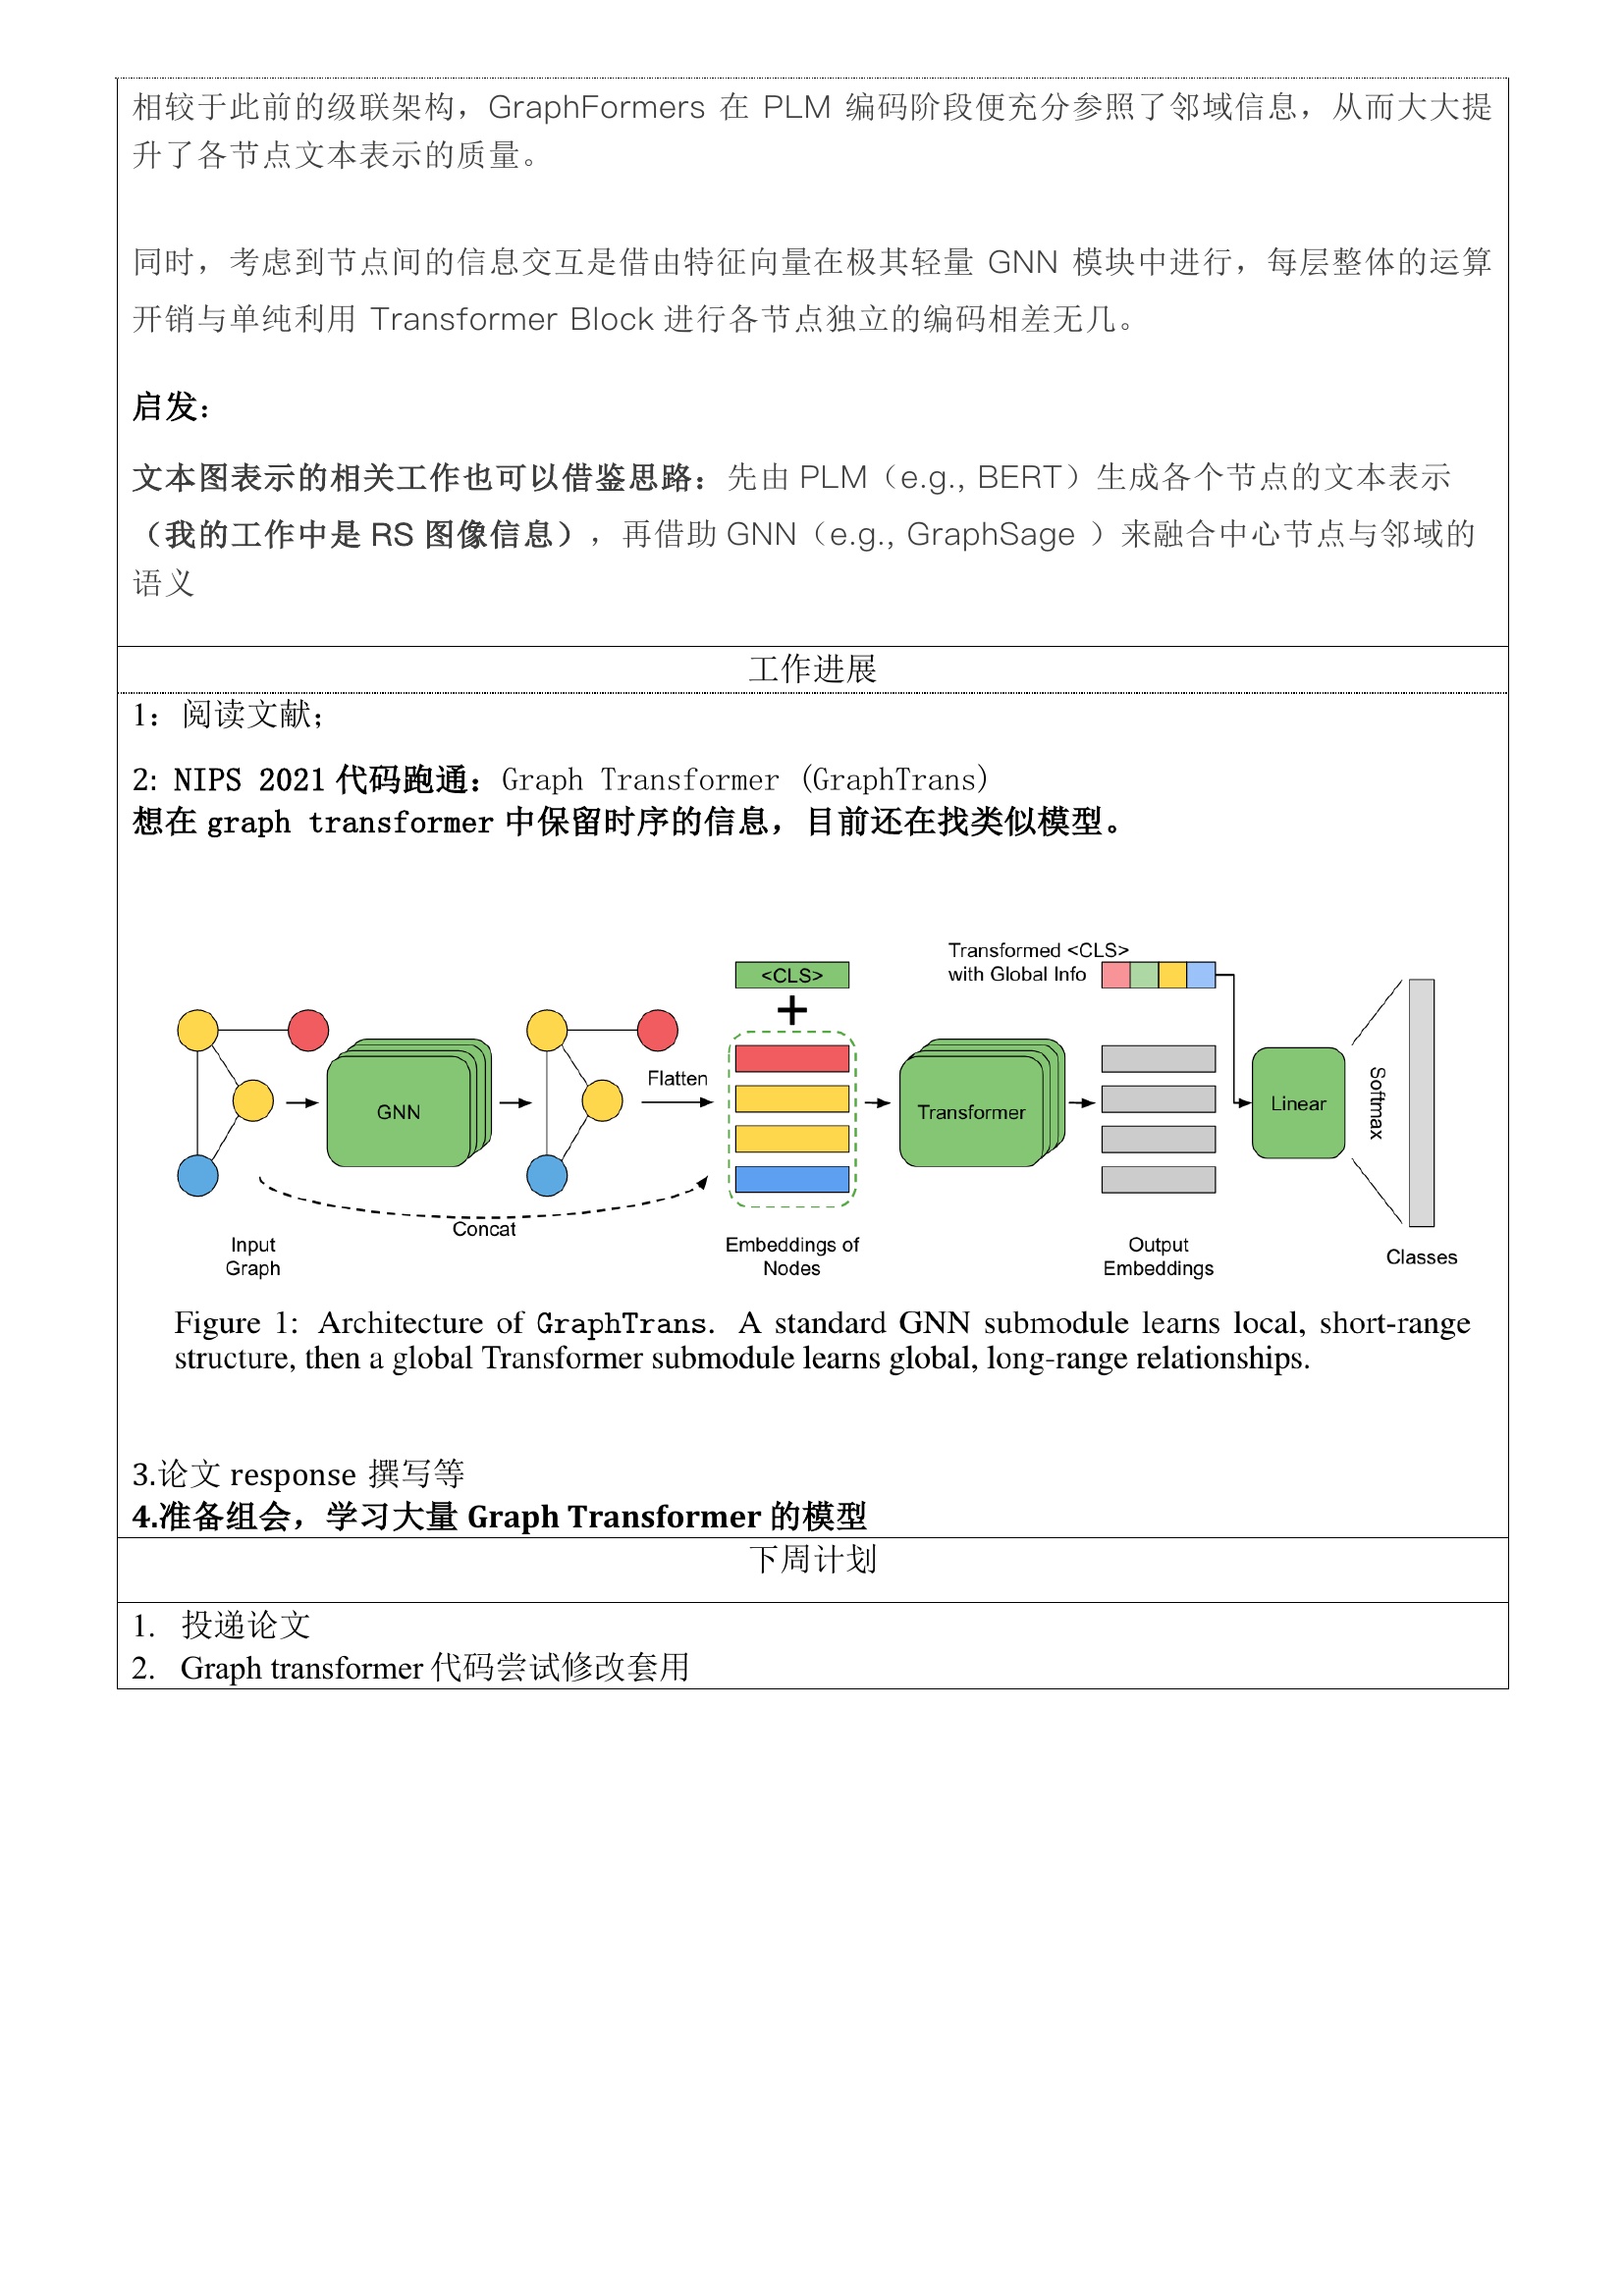 相较于此前的级联架构，GraphFormers 在 PLM 编码阶段便充分参照了邻域信息，从而大大提
升了各节点文本表示的质量。
同时，考虑到节点间的信息交互是借由特征向量在极其轻量 GNN 模块中进行，每层整体的运算
开销与单纯利用 Transformer Block 进行各节点独立的编码相差无几。
启发：
文本图表示的相关工作也可以借鉴思路：先由 PLM（e.g., BERT）生成各个节点的文本表示
（我的工作中是 RS 图像信息），再借助 GNN（e.g., GraphSage ）来融合中心节点与邻域的
语义
工作进展
1：阅读文献；
2: NIPS 2021 代码跑通：Graph Transformer (GraphTrans)
想在 graph transformer 中保留时序的信息，目前还在找类似模型。
Transformed <CLS>
with Global Info
<CLS>
+
Flatten
GNN
Transformer
Linear
Softmax
Concat
Input
Graph
Embeddings of
Nodes
Output
Embeddings
Classes
Figure 1: Architecture of GraphTrans. A standard GNN submodule learns local, short-range
structure, then a global Transformer submodule learns global, long-range relationships.
3.论文 response 撰写等
4.准备组会，学习大量 Graph Transformer 的模型
下周计划
1. 投递论文
2. Graph transformer 代码尝试修改套用